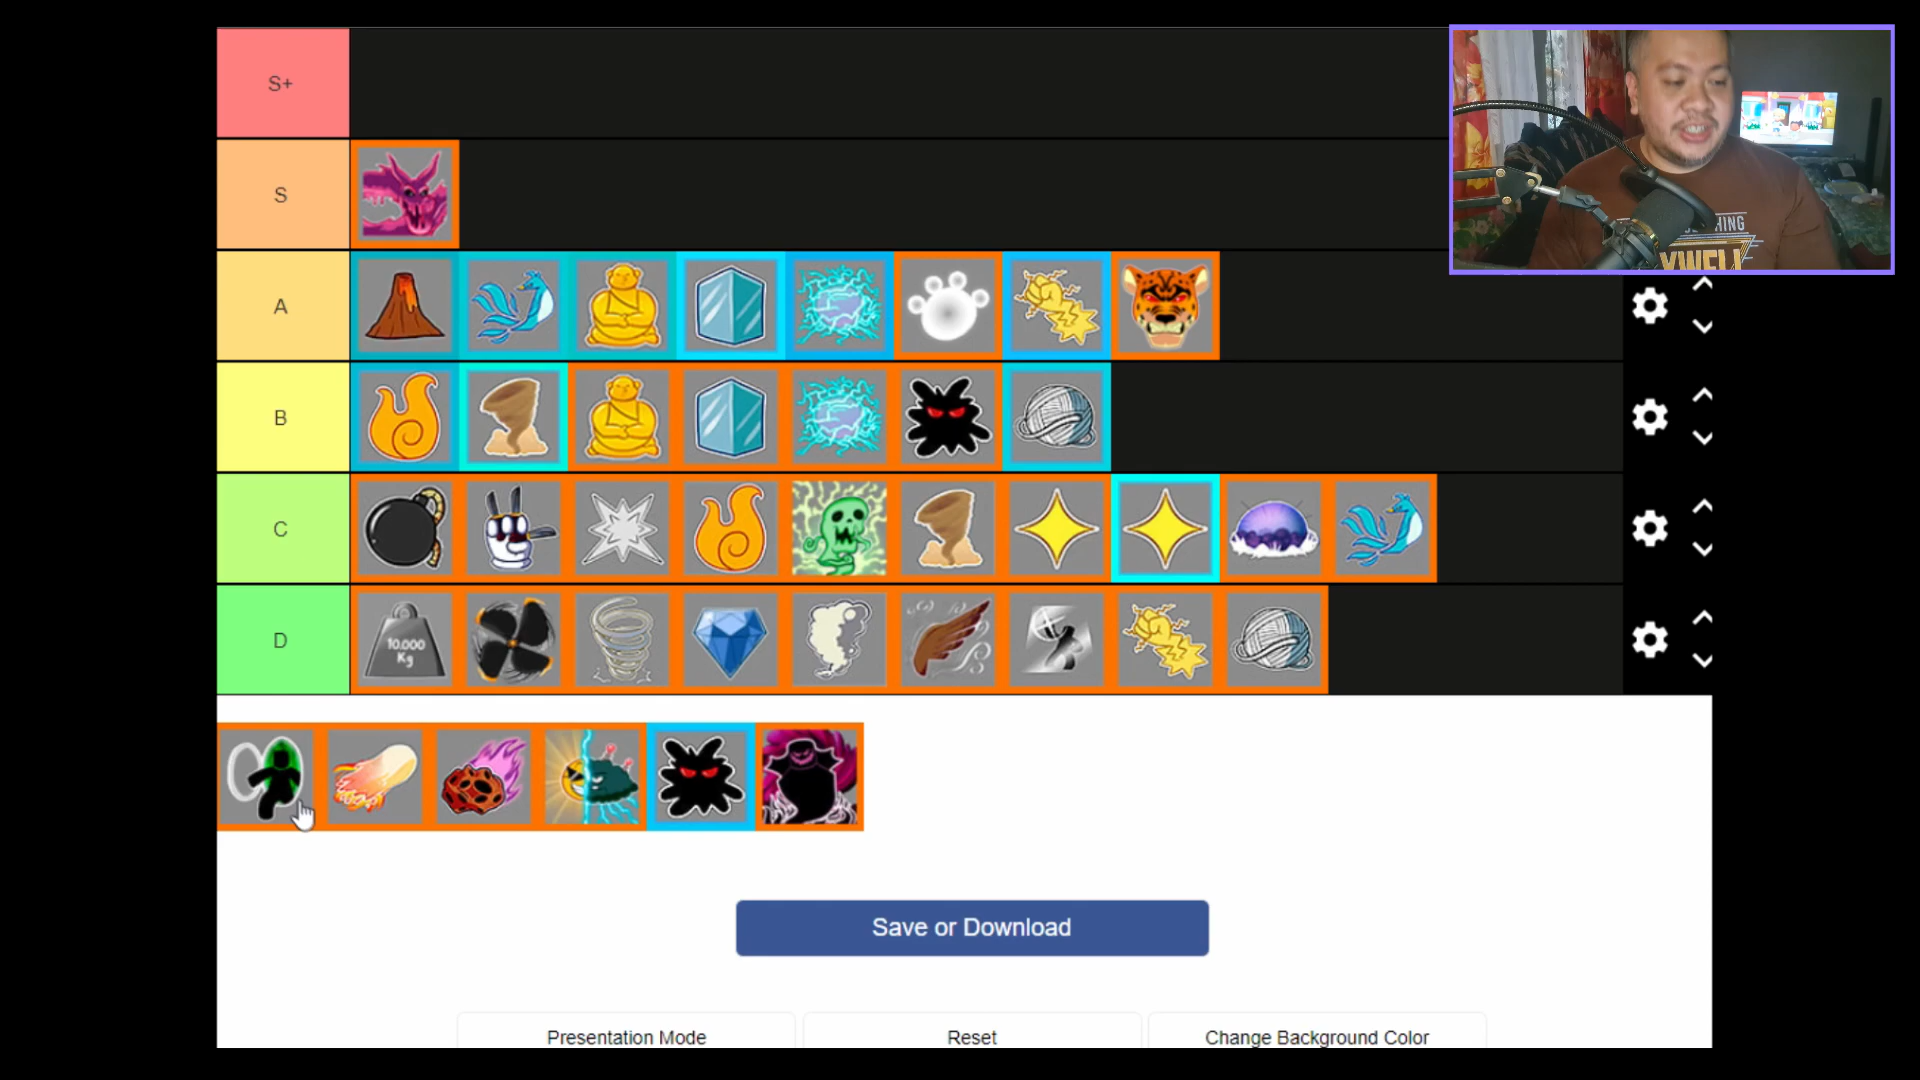 S+
S
A
B
C
D
10.000
Kg
Save or Download
Presentation Mode
Reset
Change Background Color